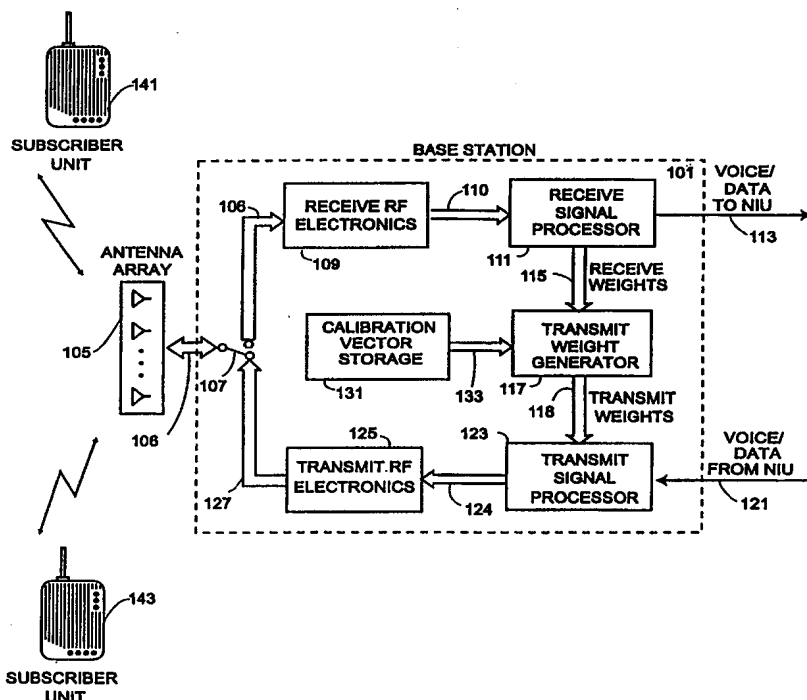 141
SUBSCRIBER
UNIT
BASE STATION
101
VOICE/
DATA
TO NIU
113
106
RECEIVE RF
ELECTRONICS
109
110
RECEIVE
SIGNAL
PROCESSOR
111
115
RECEIVE
WEIGHTS
ANTENNA
ARRAY
105
106
107
CALIBRATION
VECTOR
STORAGE
131
133
TRANSMIT
WEIGHT
GENERATOR
117
118
TRANSMIT
WEIGHTS
125
TRANSMIT.RF
ELECTRONICS
127
124
123
TRANSMIT
SIGNAL
PROCESSOR
VOICE/
DATA
FROM NIU
121
143
SUBSCRIBER
UNIT